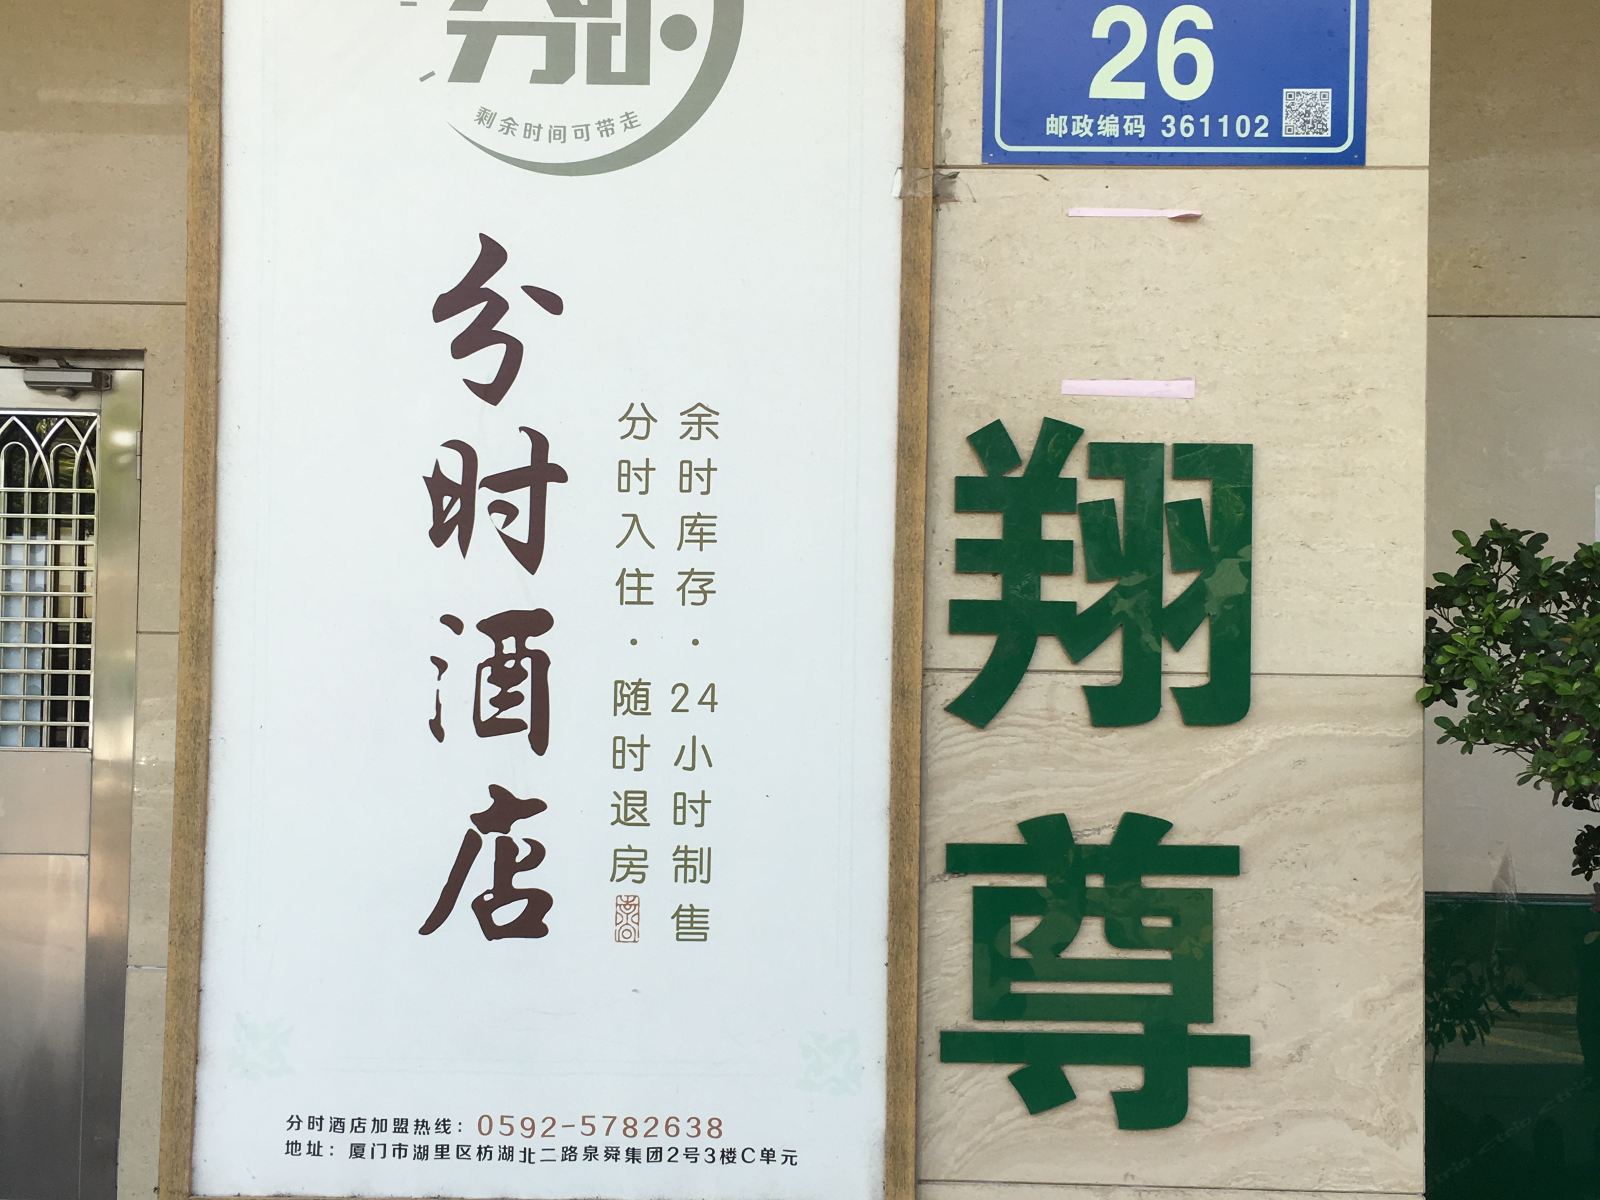 剩余时间可带走
分时酒店
余时库存·24小时制售
分时入住·随时退房
分时酒店加盟热线：0592-5782638
地址：厦门市湖里区枋湖北二路泉舜集团2号3楼C单元
26
邮政编码 361102
翔尊